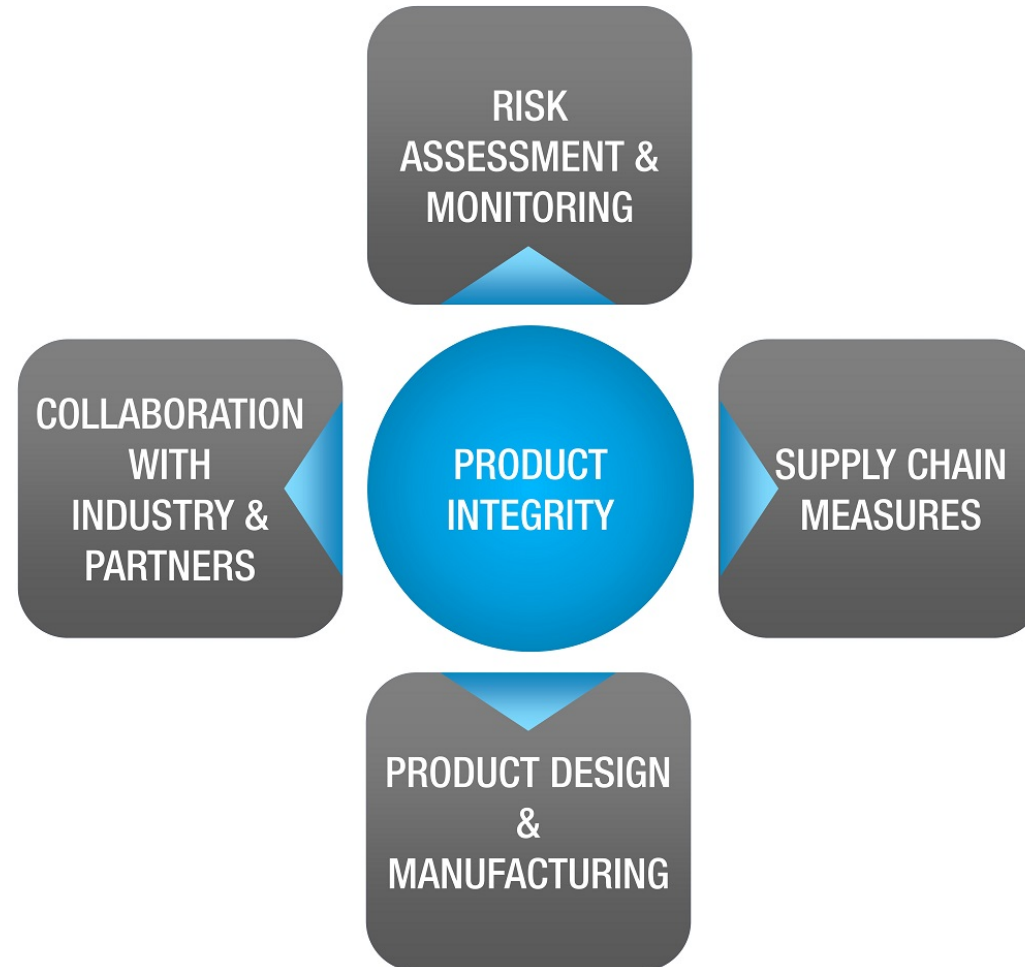 RISK
ASSESSMENT &
MONITORING
COLLABORATION
WITH
INDUSTRY &
PARTNERS
PRODUCT
INTEGRITY
SUPPLY CHAIN
MEASURES
PRODUCT DESIGN
&
MANUFACTURING